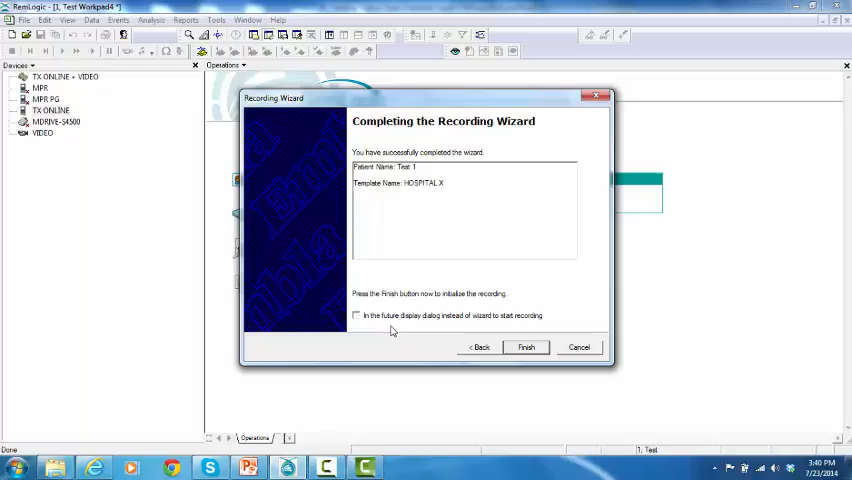 RemLogic - [1, Test Workpad4 *]
File Edit View Data Events Analysis Reports Tools Window Help
Devices
Operations
TX ONLINE + VIDEO
MPR
MPR PG
TX ONLINE
MDRIVE-S4500
VIDEO
Recording Wizard
Completing the Recording Wizard
You have successfully completed the wizard.
Patient Name: Test 1
Template Name: HOSPITAL X
Press the Finish button now to initialize the recording.
In the future display dialog instead of wizard to start recording
< Back Finish Cancel
Operations
Done
1, Test
3:40 PM
7/23/2014